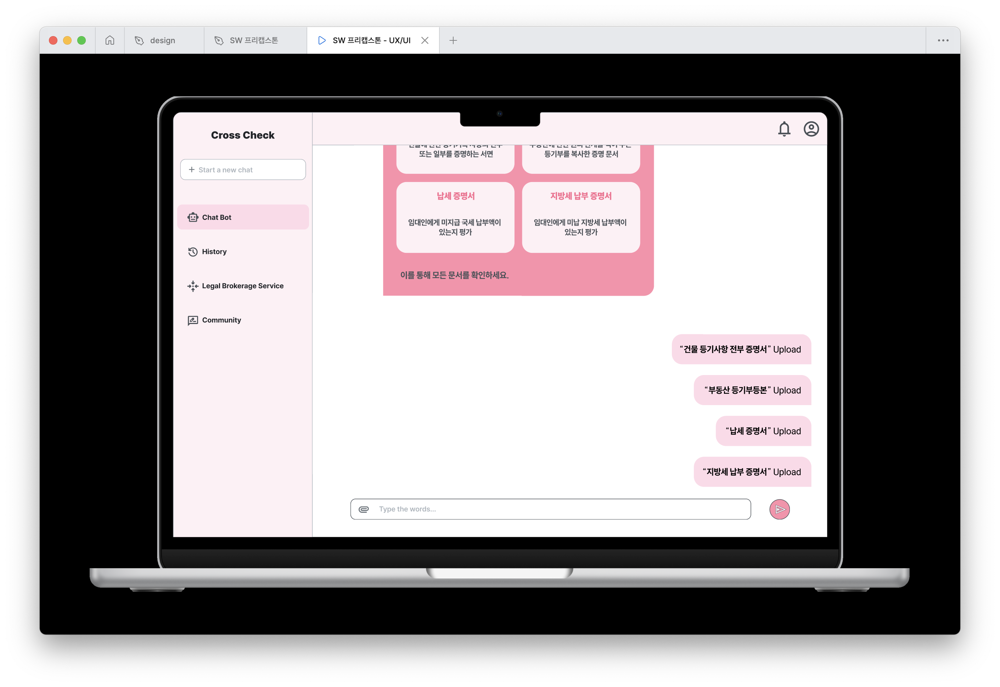 design
SW 프리캡스톤
SW 프리캡스톤 - UX/UI
Cross Check
Start a new chat
Chat Bot
History
Legal Brokerage Service
Community
또는 일부를 증명하는 서면
등기부를 복사한 증명 문서
납세 증명서
임대인에게 미지급 국세 납부액이
있는지 평가
지방세 납부 증명서
임대인에게 미납 지방세 납부액이
있는지 평가
이를 통해 모든 문서를 확인하세요.
“건물 등기사항 전부 증명서” Upload
“부동산 등기부등본” Upload
“납세 증명서” Upload
“지방세 납부 증명서” Upload
Type the words...